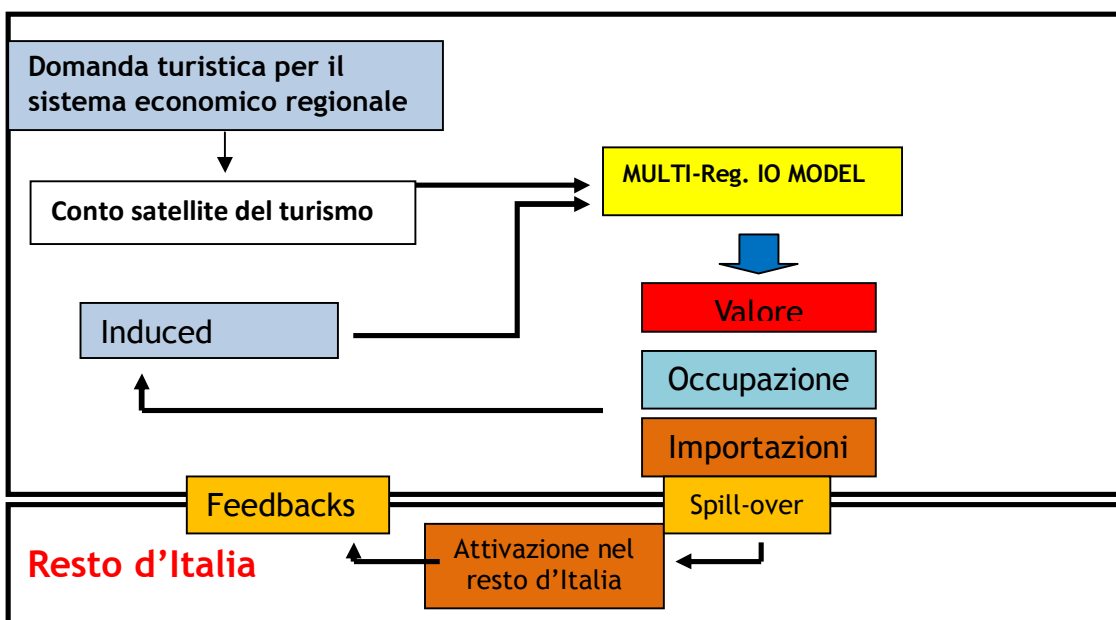 Domanda turistica per il
sistema economico regionale
MULTI-Reg. IO MODEL
Conto satellite del turismo
Valore
Induced
Occupazione
Importazioni
Feedbacks
Spill-over
Attivazione nel
resto d'Italia
Resto d'Italia